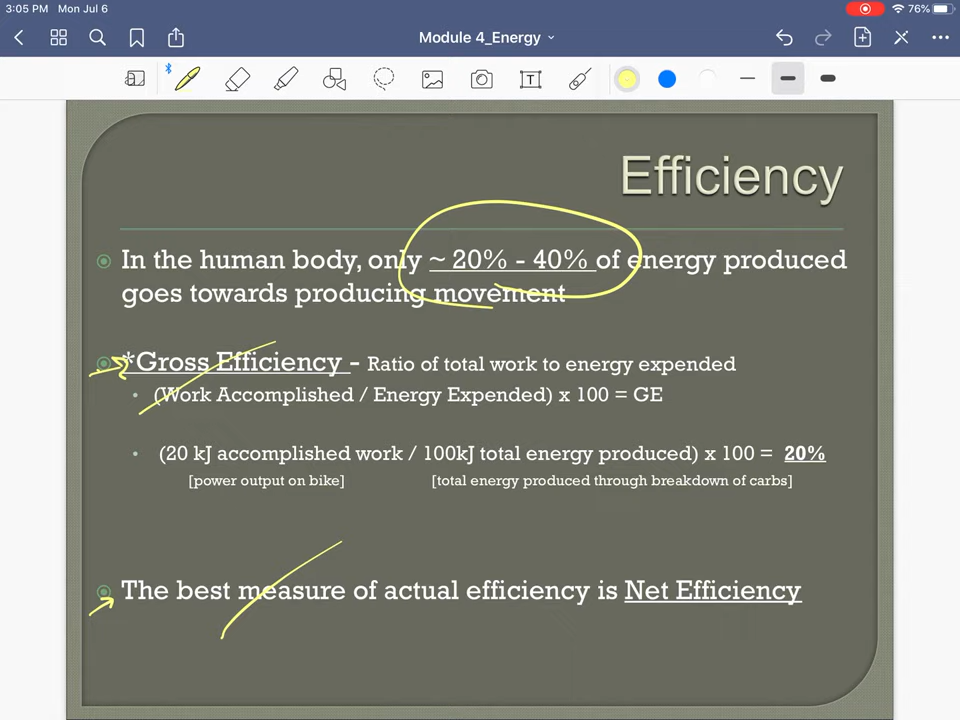 3:05 PM Mon Jul 6
76%
Module 4_Energy
T
Efficiency
In the human body, only ~ 20% - 40% of energy produced
goes towards producing movement
*Gross Efficiency - Ratio of total work to energy expended
(Work Accomplished / Energy Expended) x 100 = GE
(20 kJ accomplished work / 100kJ total energy produced) x 100 = 20%
[power output on bike] [total energy produced through breakdown of carbs]
The best measure of actual efficiency is Net Efficiency